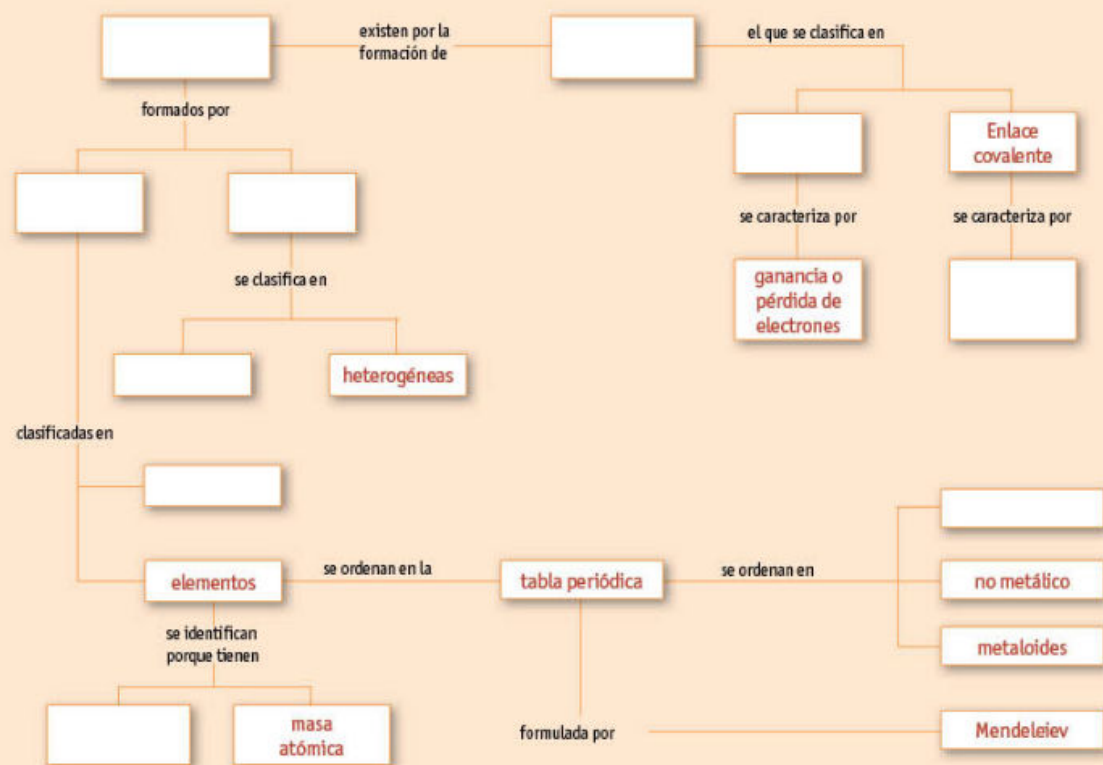 existen por la
formación de
el que se clasifica en
formados por
Enlace
covalente
se caracteriza por
se caracteriza por
ganancia o
pérdida de
electrones
se clasifica en
heterogéneas
clasificadas en
elementos
se ordenan en la
tabla periódica
se ordenan en
no metálico
metaloides
se identifican
porque tienen
masa
atómica
formulada por
Mendeleiev